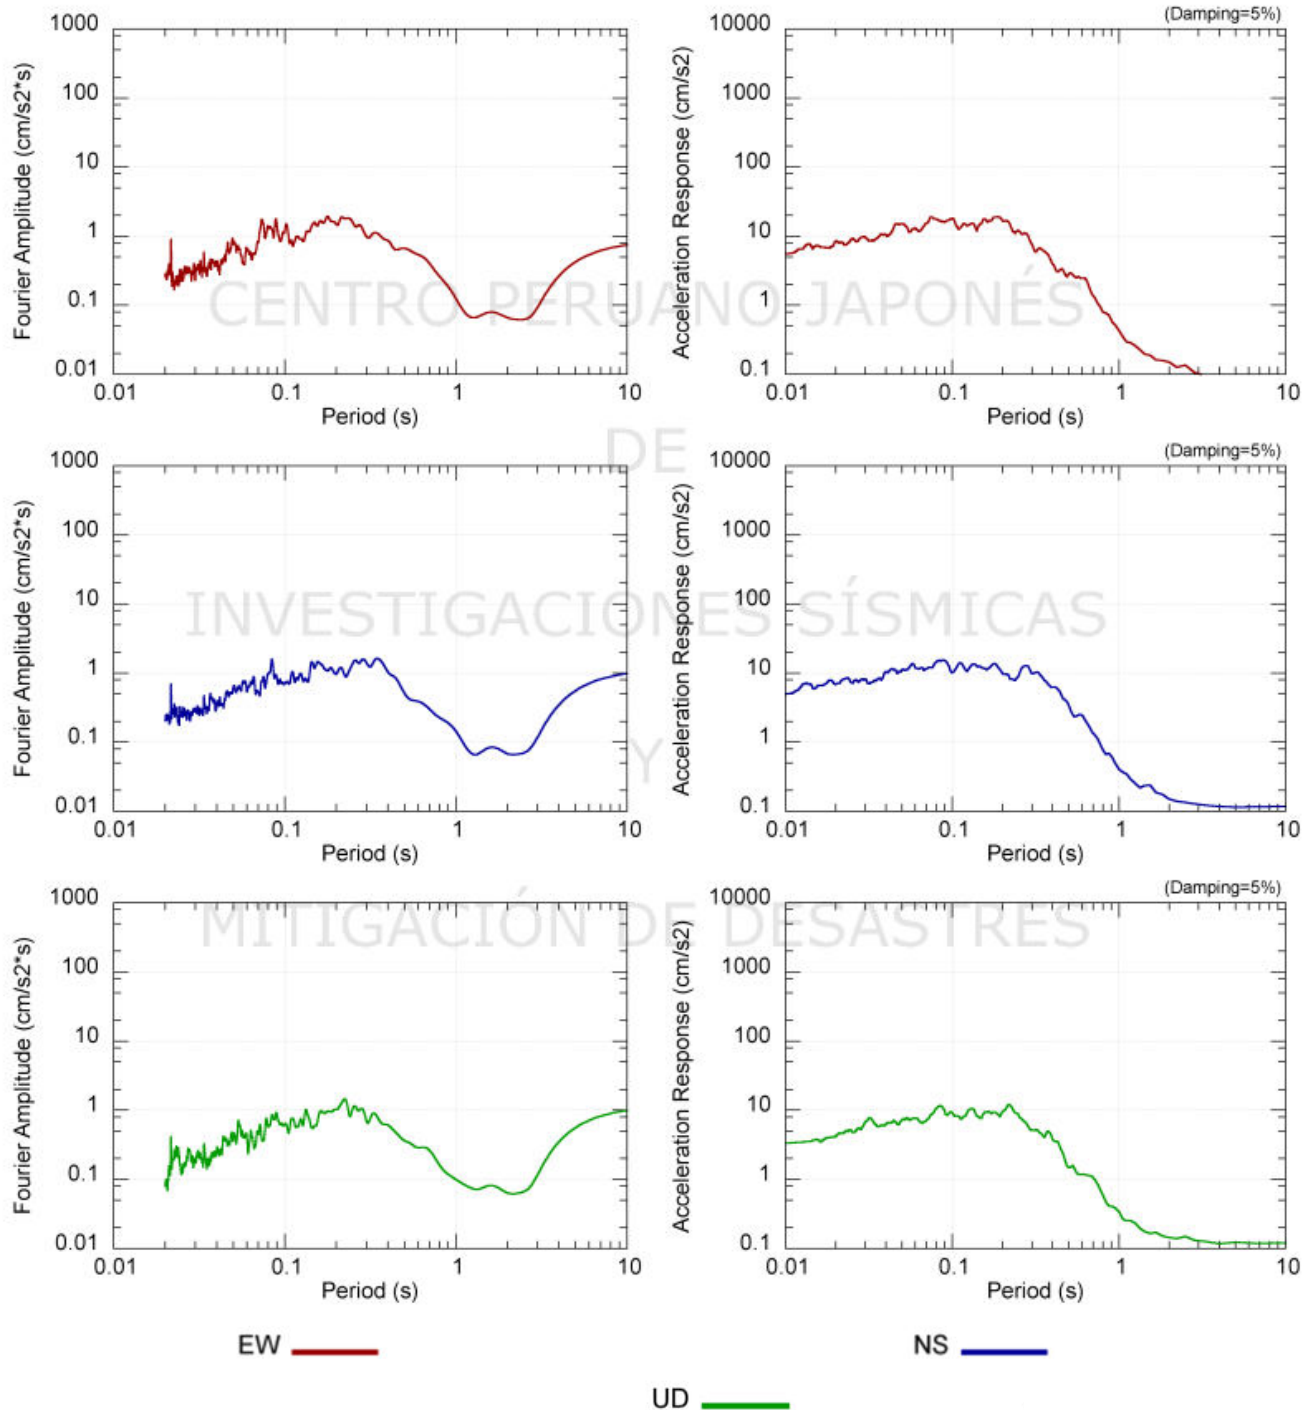 (Damping=5%)
Fourier Amplitude (cm/s2*s)
1000
100
10
1
0.1
0.01
0.01
0.1
1
10
Period (s)
Acceleration Response (cm/s2)
10000
1000
100
10
1
0.1
0.01
0.1
1
10
Period (s)
CENTRO PERUANO JAPONÉS
DE
(Damping=5%)
Fourier Amplitude (cm/s2*s)
1000
100
10
1
0.1
0.01
0.01
0.1
1
10
Period (s)
Acceleration Response (cm/s2)
10000
1000
100
10
1
0.1
0.01
0.1
1
10
Period (s)
INVESTIGACIONES SÍSMICAS
Y
(Damping=5%)
Fourier Amplitude (cm/s2*s)
1000
100
10
1
0.1
0.01
0.01
0.1
1
10
Period (s)
Acceleration Response (cm/s2)
10000
1000
100
10
1
0.1
0.01
0.1
1
10
Period (s)
MITIGACIÓN DE DESASTRES
EW
NS
UD